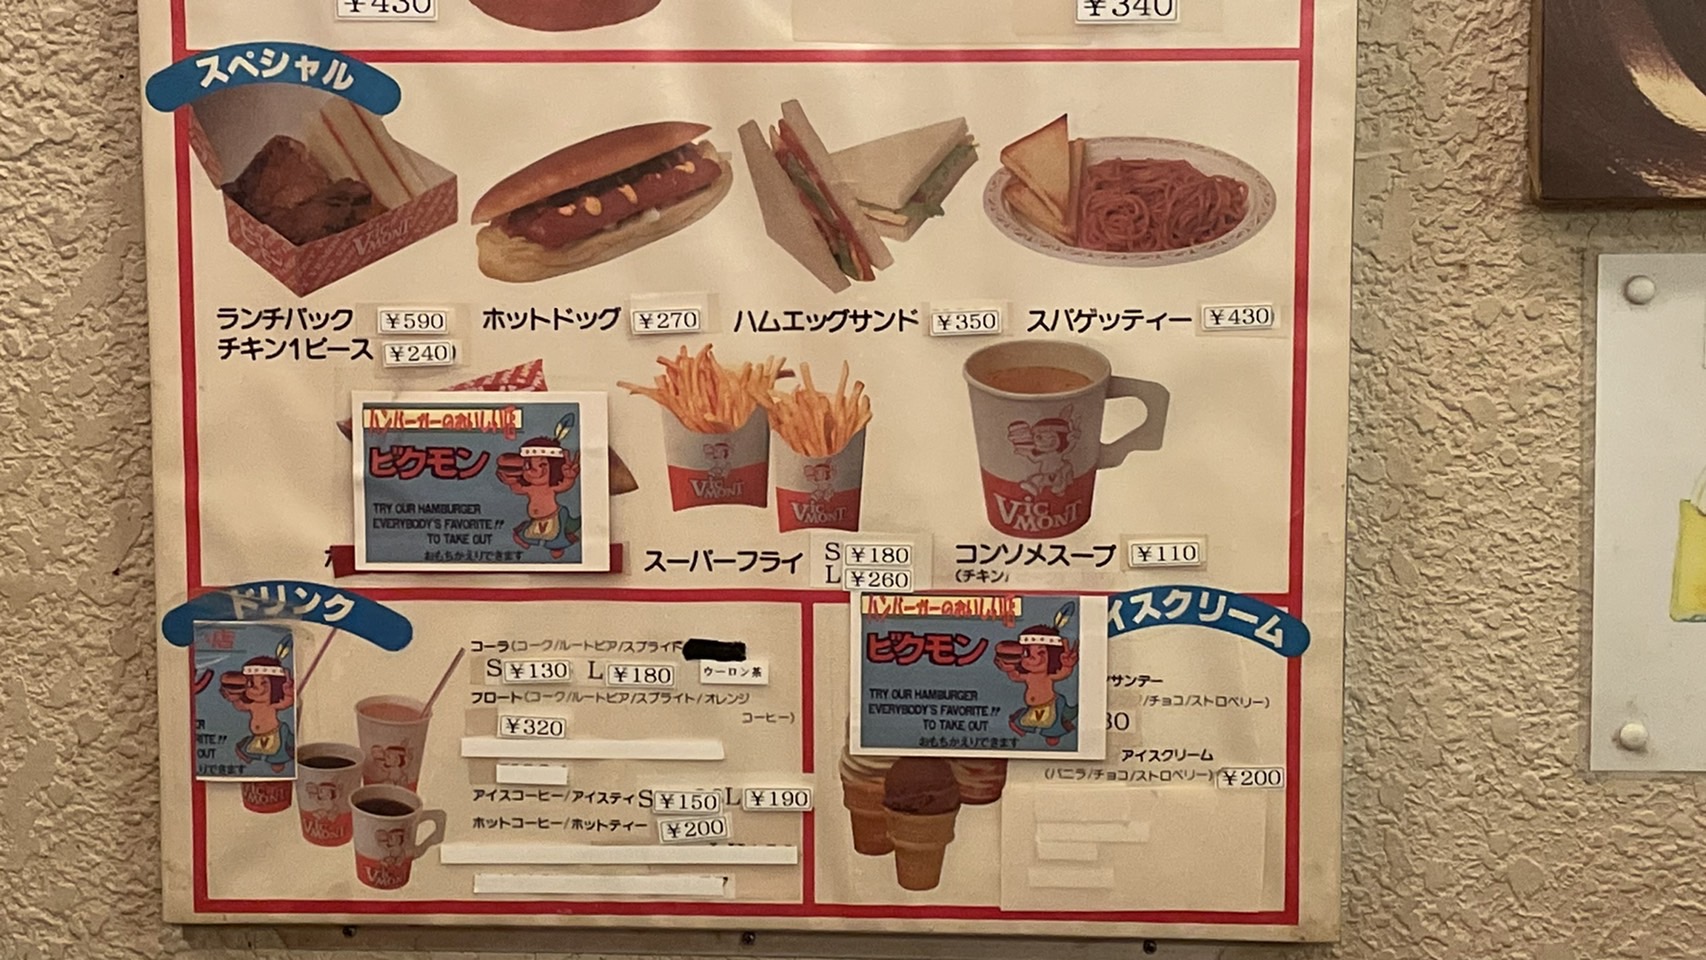 ¥430
¥340
スペシャル
VIC MONT
ランチパック ¥590
チキン1ピース ¥240
ホットドッグ ¥270
ハムエッグサンド ¥350
スパゲッティー ¥430
ハンバーガーのおいしい店
ビクモン
TRY OUR HAMBURGER
EVERYBODY'S FAVORITE!!
TO TAKE OUT
おもちかえりできます
VIC MONT
VIC MONT
VIC MONT
スーパーフライ S ¥180
L ¥260
コンソメスープ ¥110
(チキン)
ドリンク
コーラ(コーク/ルートビア/スプライト
S ¥130 L ¥180 ウーロン茶
フロート(コーク/ルートビア/スプライト/オレンジ
コーヒー)
¥320
アイスコーヒー/アイスティ S ¥150 L ¥190
ホットコーヒー/ホットティー ¥200
VIC MONT
イスクリーム
ハンバーガーのおいしい店
ビクモン
TRY OUR HAMBURGER
EVERYBODY'S FAVORITE!!
TO TAKE OUT
おもちかえりできます
サンデー
/チョコ/ストロベリー)
アイスクリーム
(バニラ/チョコ/ストロベリー) ¥200